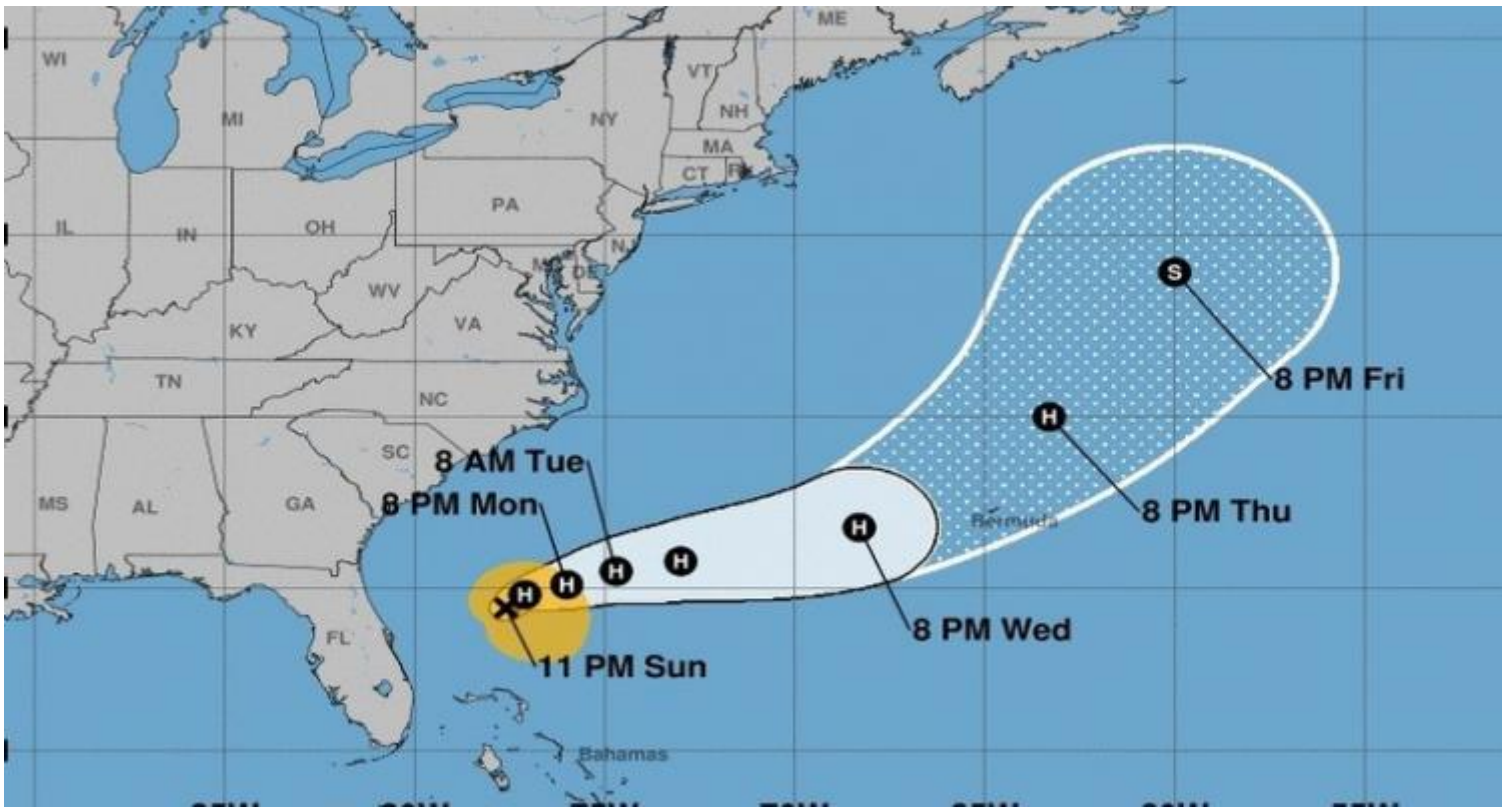 ME
WI
VT
MI
NY
NH
MA
CT
PA
IL
IN
OH
S
DE
WV
KY
VA
8 PM Fri
TN
NC
H
SC
8 AM Tue
MS
AL
GA
8 PM Mon
8 PM Thu
Bermuda
H
H
H
H
H
FL
8 PM Wed
11 PM Sun
Bahamas
75W
70W